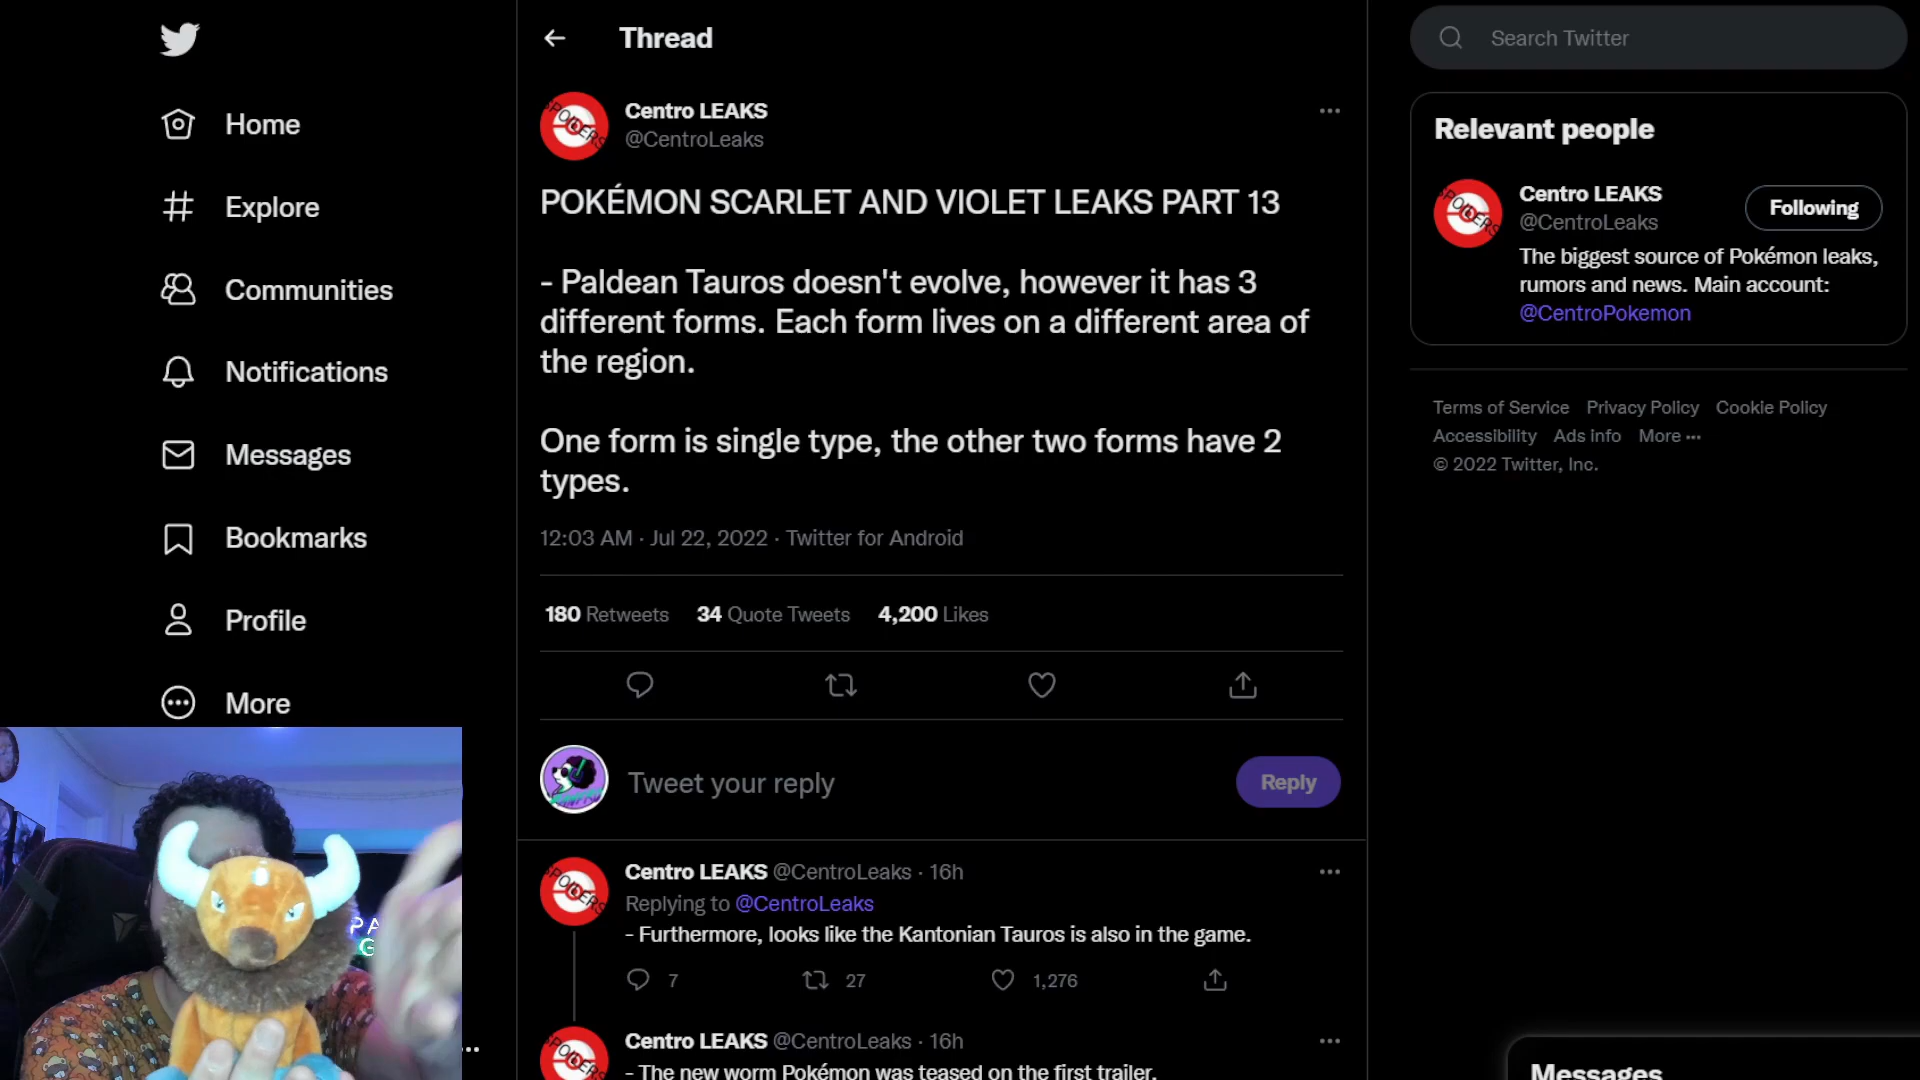 Thread
Search Twitter
Home
Explore
Communities
Notifications
Messages
Bookmarks
Profile
More
Centro LEAKS
@CentroLeaks
POKÉMON SCARLET AND VIOLET LEAKS PART 13
- Paldean Tauros doesn't evolve, however it has 3
different forms. Each form lives on a different area of
the region.
One form is single type, the other two forms have 2
types.
12:03 AM · Jul 22, 2022 · Twitter for Android
180 Retweets 34 Quote Tweets 4,200 Likes
Tweet your reply
Reply
Centro LEAKS @CentroLeaks · 16h
Replying to @CentroLeaks
- Furthermore, looks like the Kantonian Tauros is also in the game.
7 27 1,276
Centro LEAKS @CentroLeaks · 16h
- The new worm Pokémon was teased on the first trailer.
Relevant people
Centro LEAKS
@CentroLeaks
Following
The biggest source of Pokémon leaks,
rumors and news. Main account:
@CentroPokemon
Terms of Service Privacy Policy Cookie Policy
Accessibility Ads info More ···
© 2022 Twitter, Inc.
Messages
SPOILERS
SPOILERS
SPOILERS
SPOILERS
PA
G